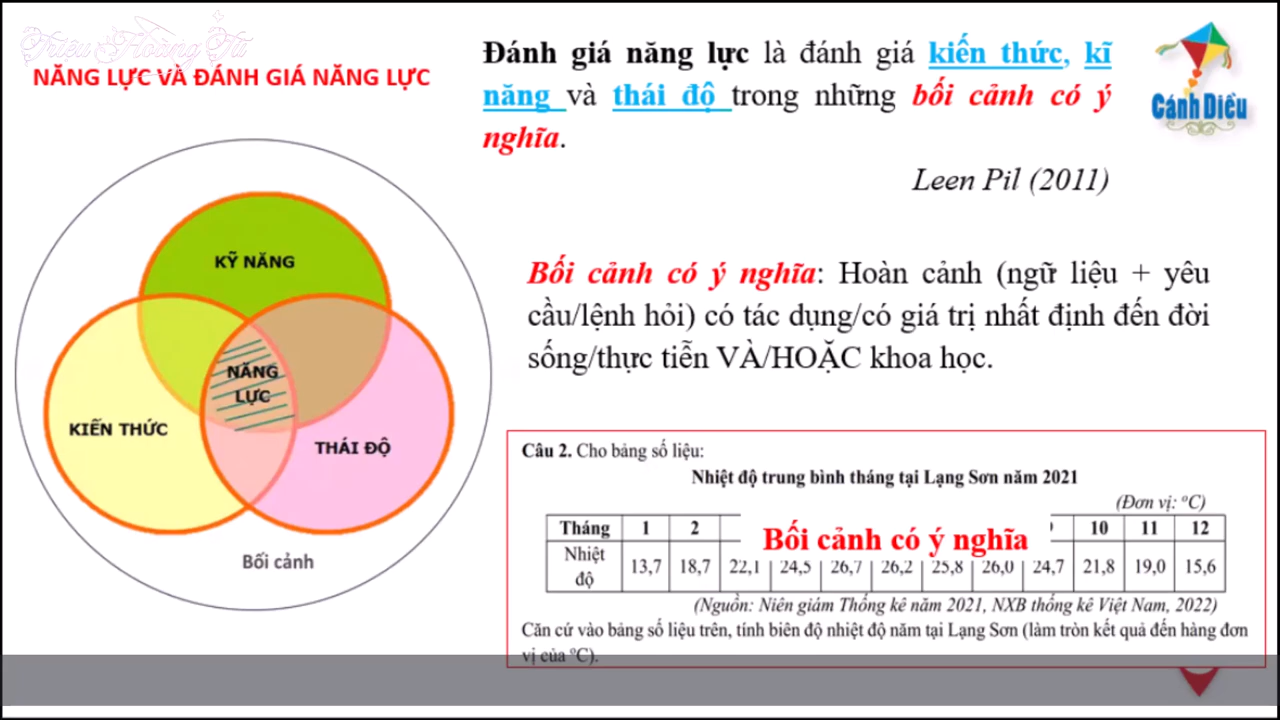 Triệu Hoàng Tú
NĂNG LỰC VÀ ĐÁNH GIÁ NĂNG LỰC
Đánh giá năng lực là đánh giá kiến thức, kĩ
năng và thái độ trong những bối cảnh có ý
nghĩa.
Leen Pil (2011)
Cánh Diều
KỸ NĂNG
NĂNG
LỰC
KIẾN THỨC
THÁI ĐỘ
Bối cảnh
Bối cảnh có ý nghĩa: Hoàn cảnh (ngữ liệu + yêu
cầu/lệnh hỏi) có tác dụng/có giá trị nhất định đến đời
sống/thực tiễn VÀ/HOẶC khoa học.
Câu 2. Cho bảng số liệu:
Nhiệt độ trung bình tháng tại Lạng Sơn năm 2021
(Đơn vị: ºC)
Tháng 1 2 10 11 12
Bối cảnh có ý nghĩa
Nhiệt
độ 13,7 18,7 22,1 24,5 26,7 26,2 25,8 26,0 24,7 21,8 19,0 15,6
(Nguồn: Niên giám Thống kê năm 2021, NXB thống kê Việt Nam, 2022)
Căn cứ vào bảng số liệu trên, tính biên độ nhiệt độ năm tại Lạng Sơn (làm tròn kết quả đến hàng đơn
vị của ºC).